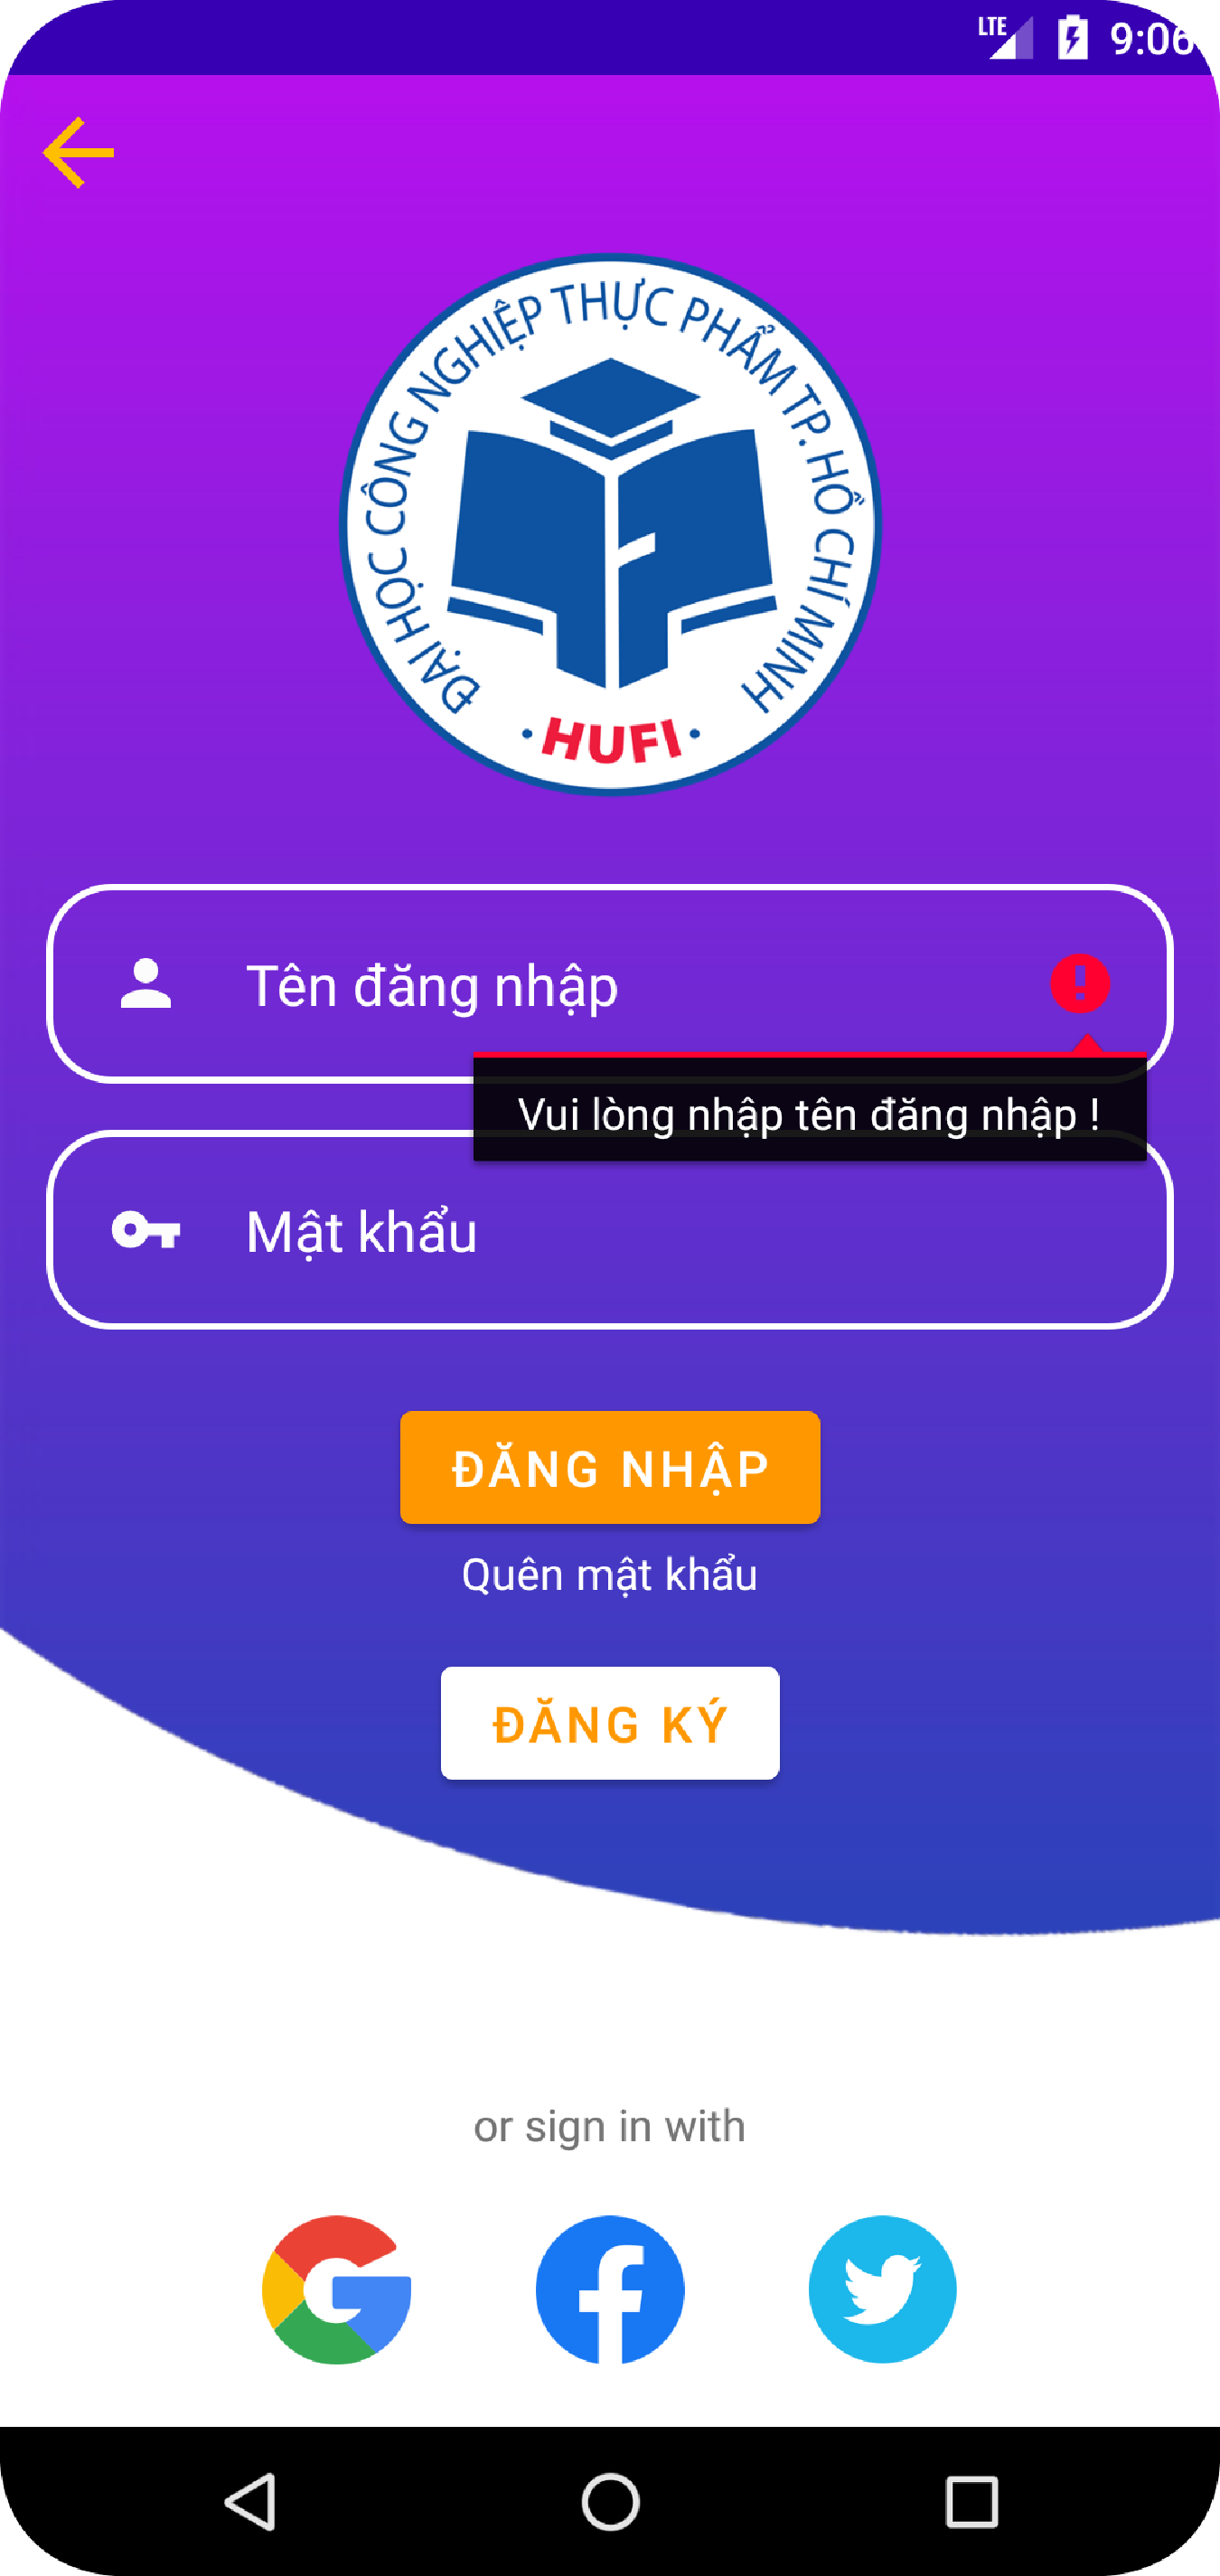 LTE 9:06
ĐẠI HỌC CÔNG NGHIỆP THỰC PHẨM TP. HỒ CHÍ MINH
• HUFI •
Tên đăng nhập
Vui lòng nhập tên đăng nhập !
Mật khẩu
ĐĂNG NHẬP
Quên mật khẩu
ĐĂNG KÝ
or sign in with